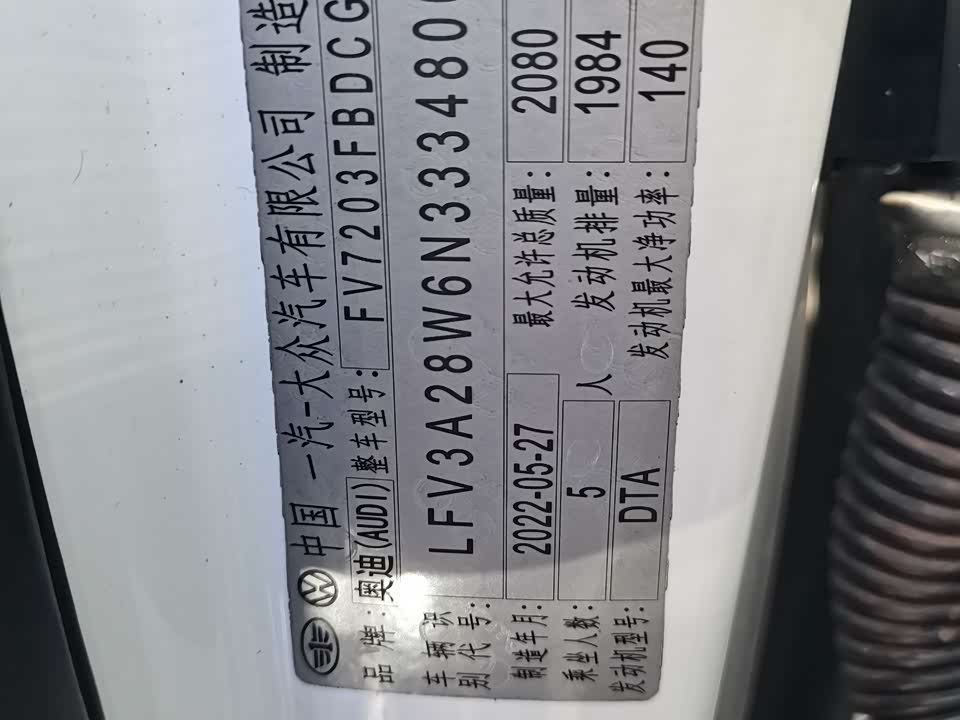 中国 一汽-大众汽车有限公司 制造
品牌: 奥迪(AUDI) 整车型号: FV7203FBDCG
车辆识别代号: LFV3A28W6N333480
制造年月: 2022-05-27 最大允许总质量: 2080
乘坐人数: 5 人 发动机排量: 1984
发动机型号: DTA 发动机最大净功率: 140